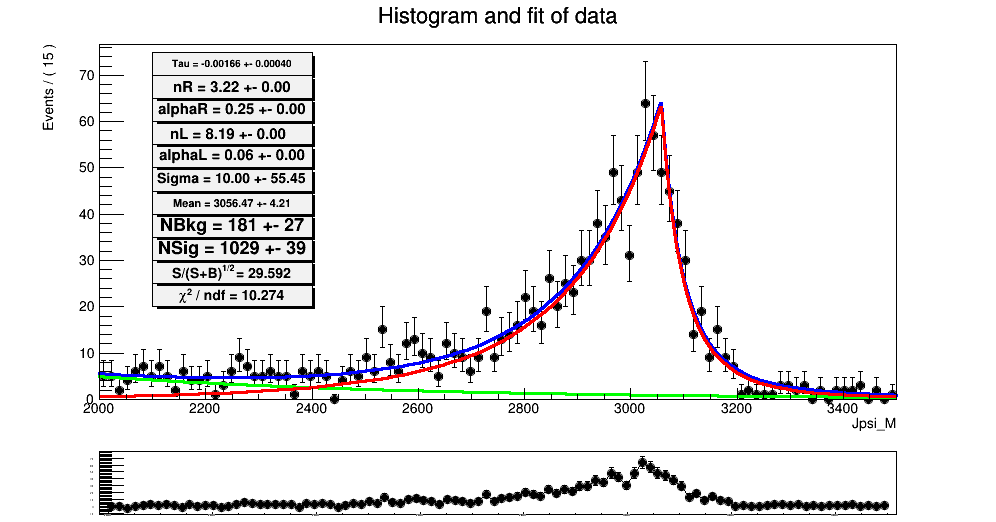 Histogram and fit of data
Events / ( 15 )
70
60
50
40
30
20
10
0
Tau = -0.00166 +- 0.00040
nR = 3.22 +- 0.00
alphaR = 0.25 +- 0.00
nL = 8.19 +- 0.00
alphaL = 0.06 +- 0.00
Sigma = 10.00 +- 55.45
Mean = 3056.47 +- 4.21
NBkg = 181 +- 27
NSig = 1029 +- 39
S/(S+B)^1/2 = 29.592
χ² / ndf = 10.274
2000 2200 2400 2600 2800 3000 3200 3400
Jpsi_M